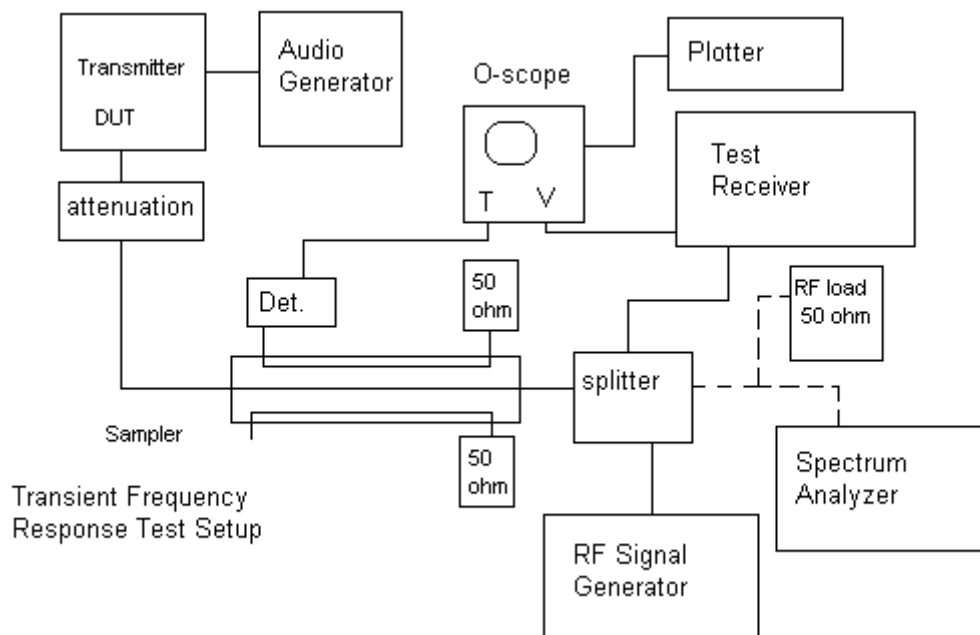 Transmitter
DUT
Audio
Generator
O-scope
Plotter
T V
Test
Receiver
attenuation
Det.
50
ohm
RF load
50 ohm
splitter
Sampler
50
ohm
Spectrum
Analyzer
Transient Frequency
Response Test Setup
RF Signal
Generator